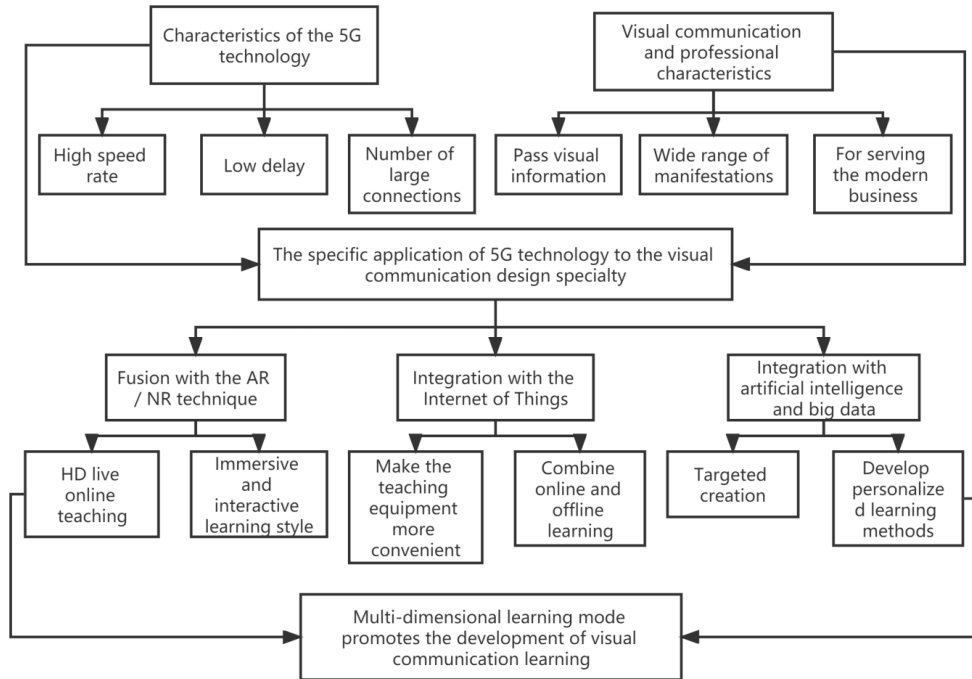 Characteristics of the 5G
technology
Visual communication
and professional
characteristics
High speed
rate
Low delay
Number of
large
connections
Pass visual
information
Wide range of
manifestations
For serving
the modern
business
The specific application of 5G technology to the visual
communication design specialty
Fusion with the AR
/ NR technique
Integration with the
Internet of Things
Integration with
artificial intelligence
and big data
HD live
online
teaching
Immersive
and
interactive
learning style
Make the
teaching
equipment
more
convenient
Combine
online and
offline
learning
Targeted
creation
Develop
personalize
d learning
methods
Multi-dimensional learning mode
promotes the development of visual
communication learning